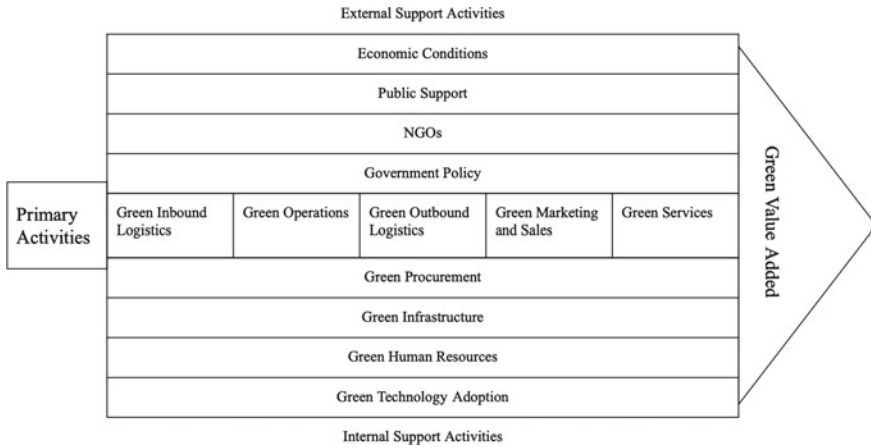 External Support Activities
Economic Conditions
Public Support
NGOs
Government Policy
Primary
Activities
Green Inbound
Logistics
Green Operations
Green Outbound
Logistics
Green Marketing
and Sales
Green Services
Green Value Added
Green Procurement
Green Infrastructure
Green Human Resources
Green Technology Adoption
Internal Support Activities